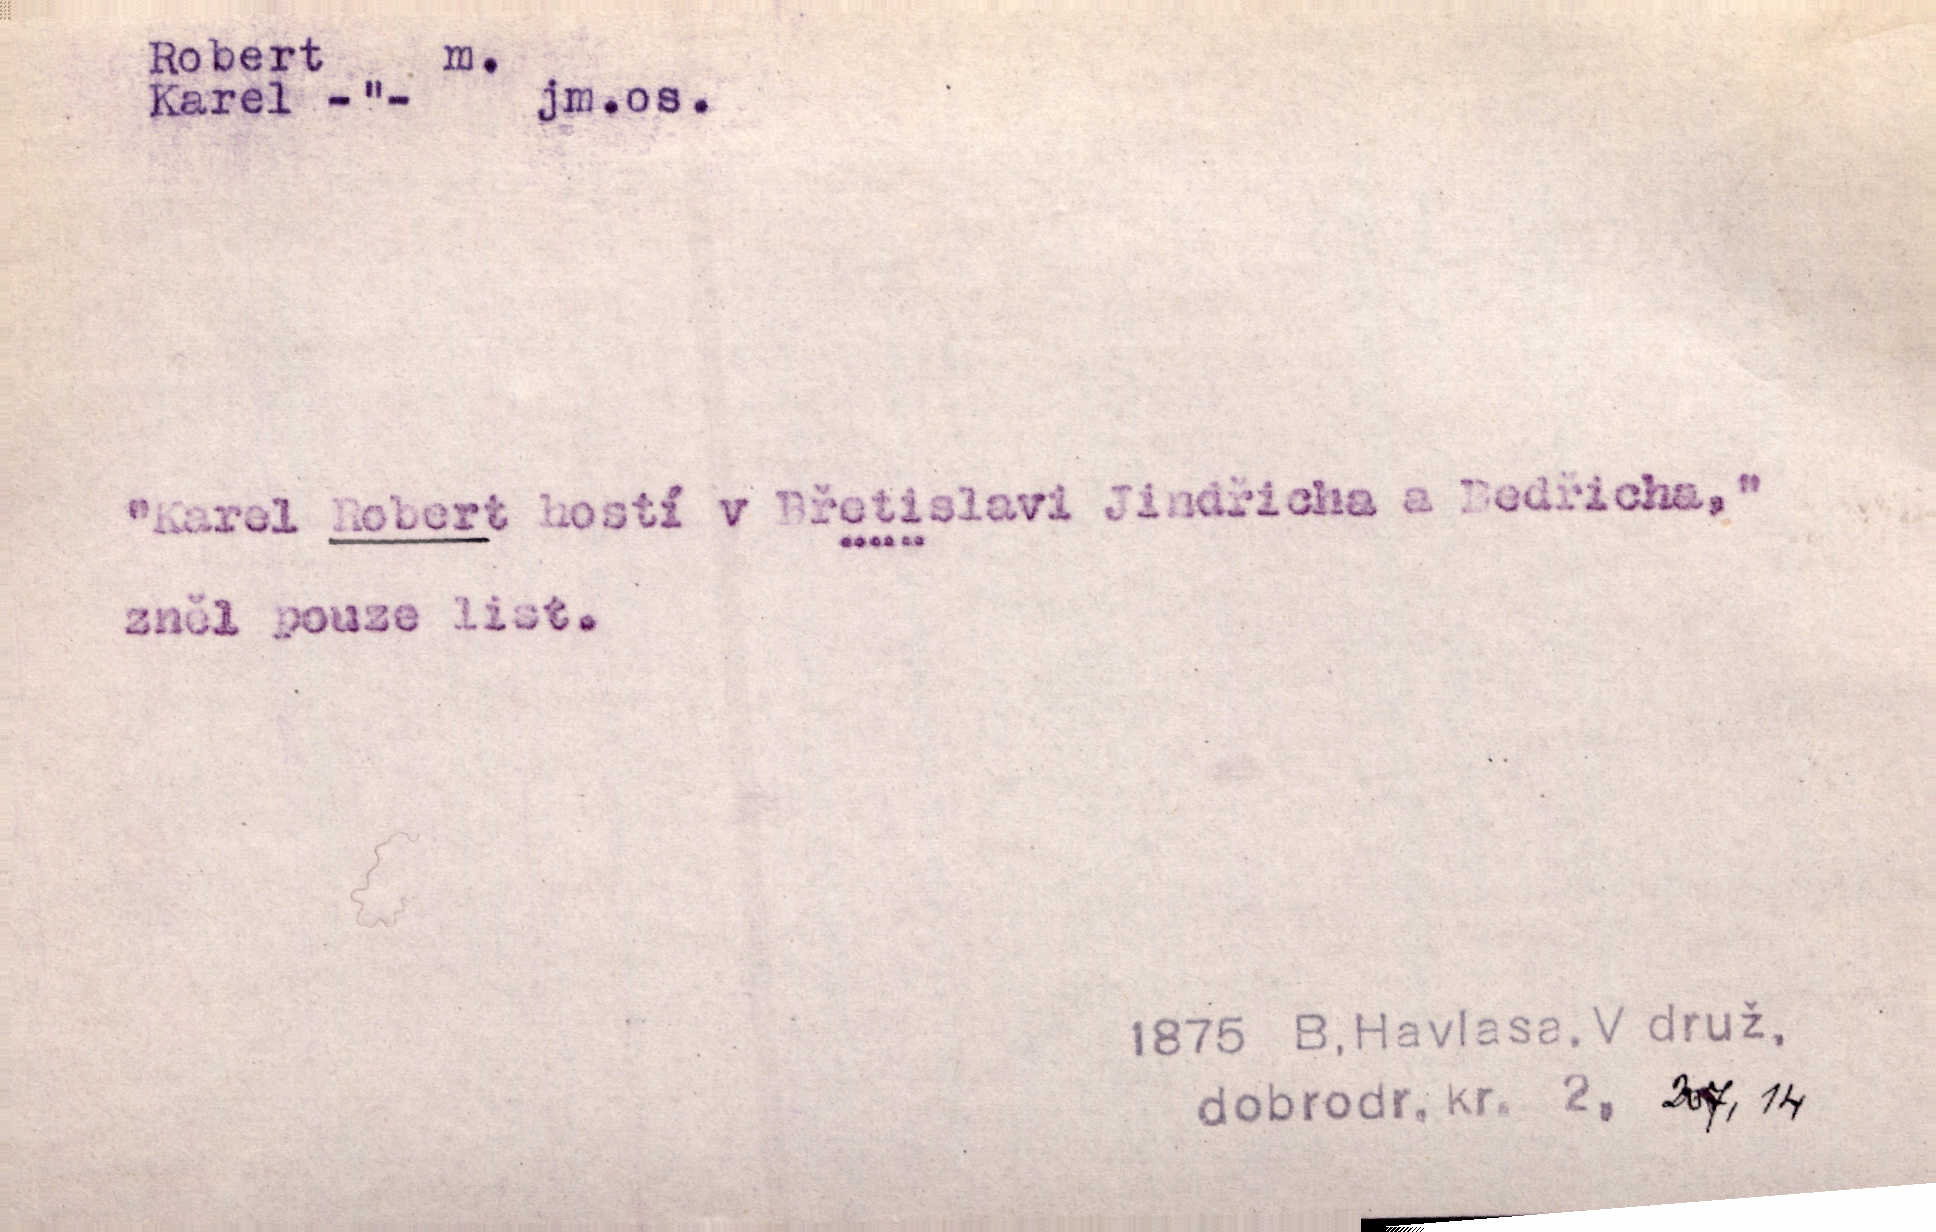 Robert m.
Karel -"- jm.os.
"Karel Robert hostí v Břetislavi Jindřicha a Bedřicha,"
zněl pouze list.
1875 B. Havlasa, V druž.
dobrodr. kr. 2, 207, 14